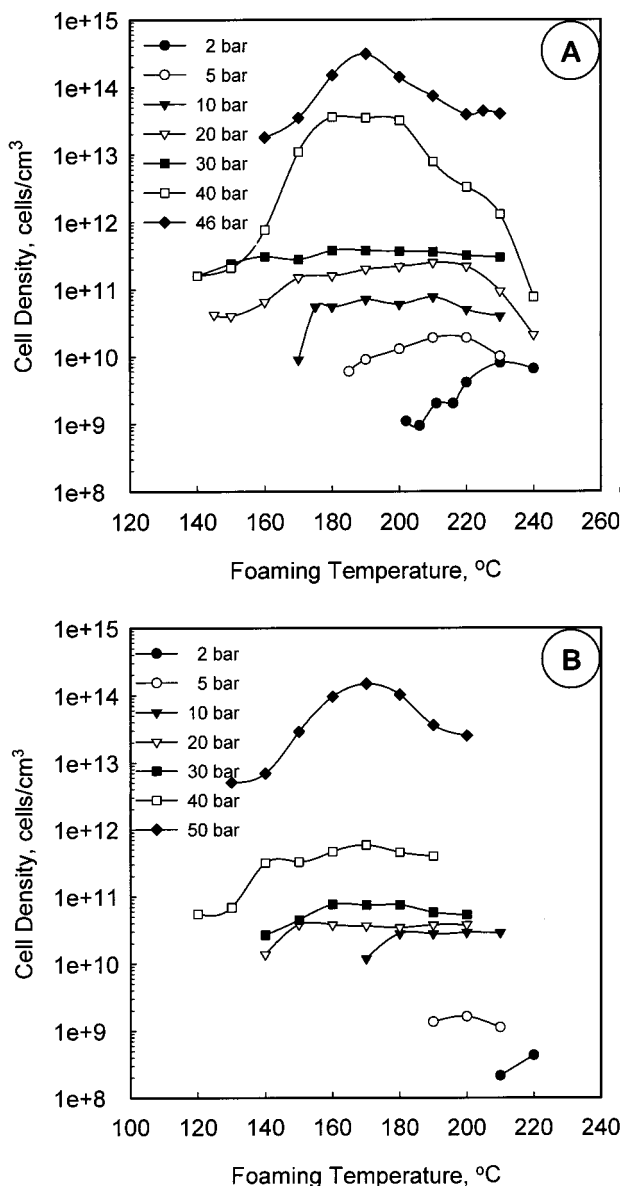 A
1e+15
1e+14
1e+13
1e+12
1e+11
1e+10
1e+9
1e+8
Cell Density, cells/cm³
2 bar
5 bar
10 bar
20 bar
30 bar
40 bar
46 bar
120 140 160 180 200 220 240 260
Foaming Temperature, ºC
B
1e+15
1e+14
1e+13
1e+12
1e+11
1e+10
1e+9
1e+8
Cell Density, cells/cm³
2 bar
5 bar
10 bar
20 bar
30 bar
40 bar
50 bar
100 120 140 160 180 200 220 240
Foaming Temperature, ºC